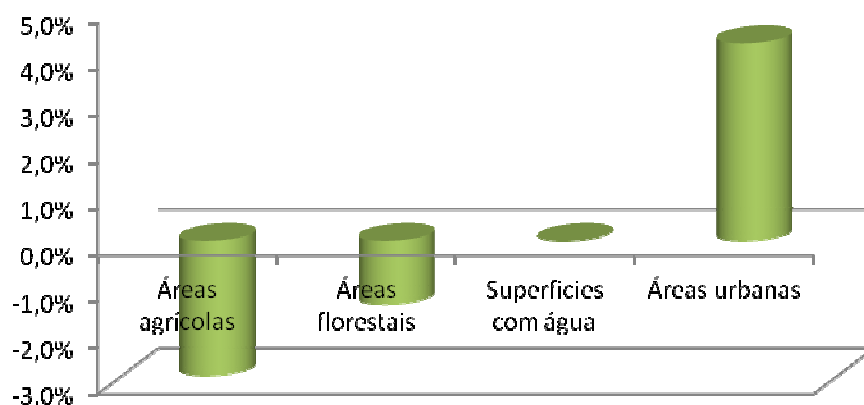 5,0%
4,0%
3,0%
2,0%
1,0%
0,0%
-1,0%
-2,0%
-3,0%
Áreas
agrícolas
Áreas
florestais
Superficies
com água
Áreas urbanas